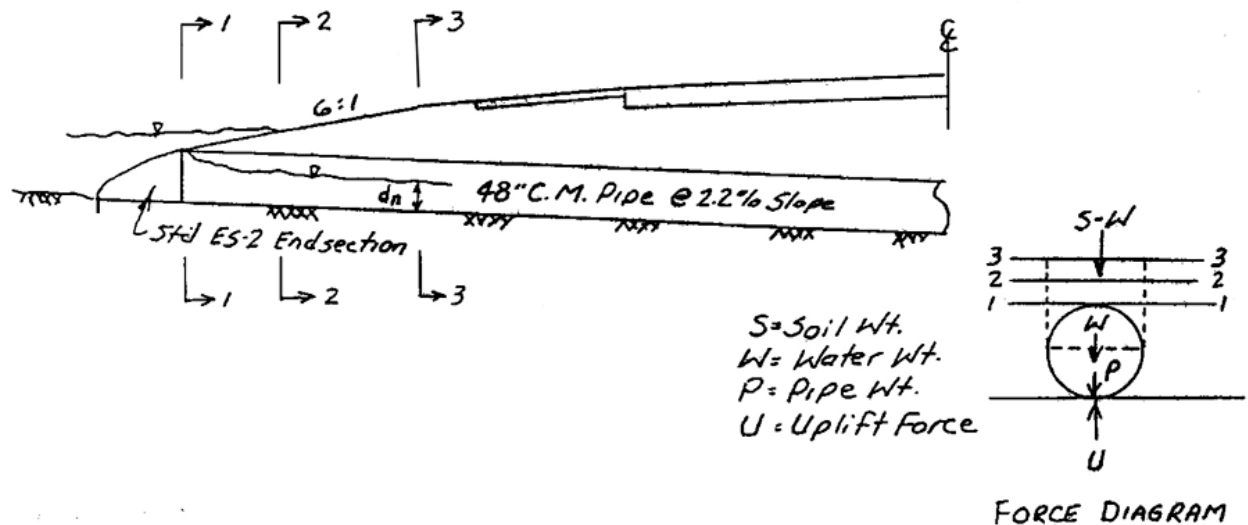 1 2 3
℄
6:1
dn 48" C.M. Pipe @ 2.2% Slope
Std ES-2 Endsection
1 2 3
S-W
3 3
2 2
1 1
W
P
U
S=Soil Wt.
W= Water Wt.
P= Pipe Wt.
U= Uplift Force
FORCE DIAGRAM